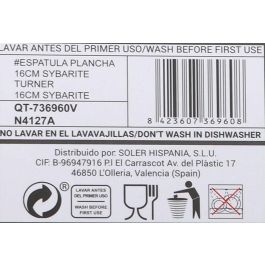 LAVAR ANTES DEL PRIMER USO/WASH BEFORE FIRST USE
#ESPATULA PLANCHA
16CM SYBARITE
TURNER
16CM SYBARITE
QT-736960V
N4127A
8 423607 369608
NO LAVAR EN EL LAVAVAJILLAS/DON'T WASH IN DISHWASHER
Distribuido por: SOLER HISPANIA, S.L.U.
CIF: B-96947916 P.I El Carrascot Av. del Plàstic 17
46850 L'Olleria, Valencia (Spain)
LAVAR ANTES
DEL PRIMER USO
WASH BEFORE
FIRST USE